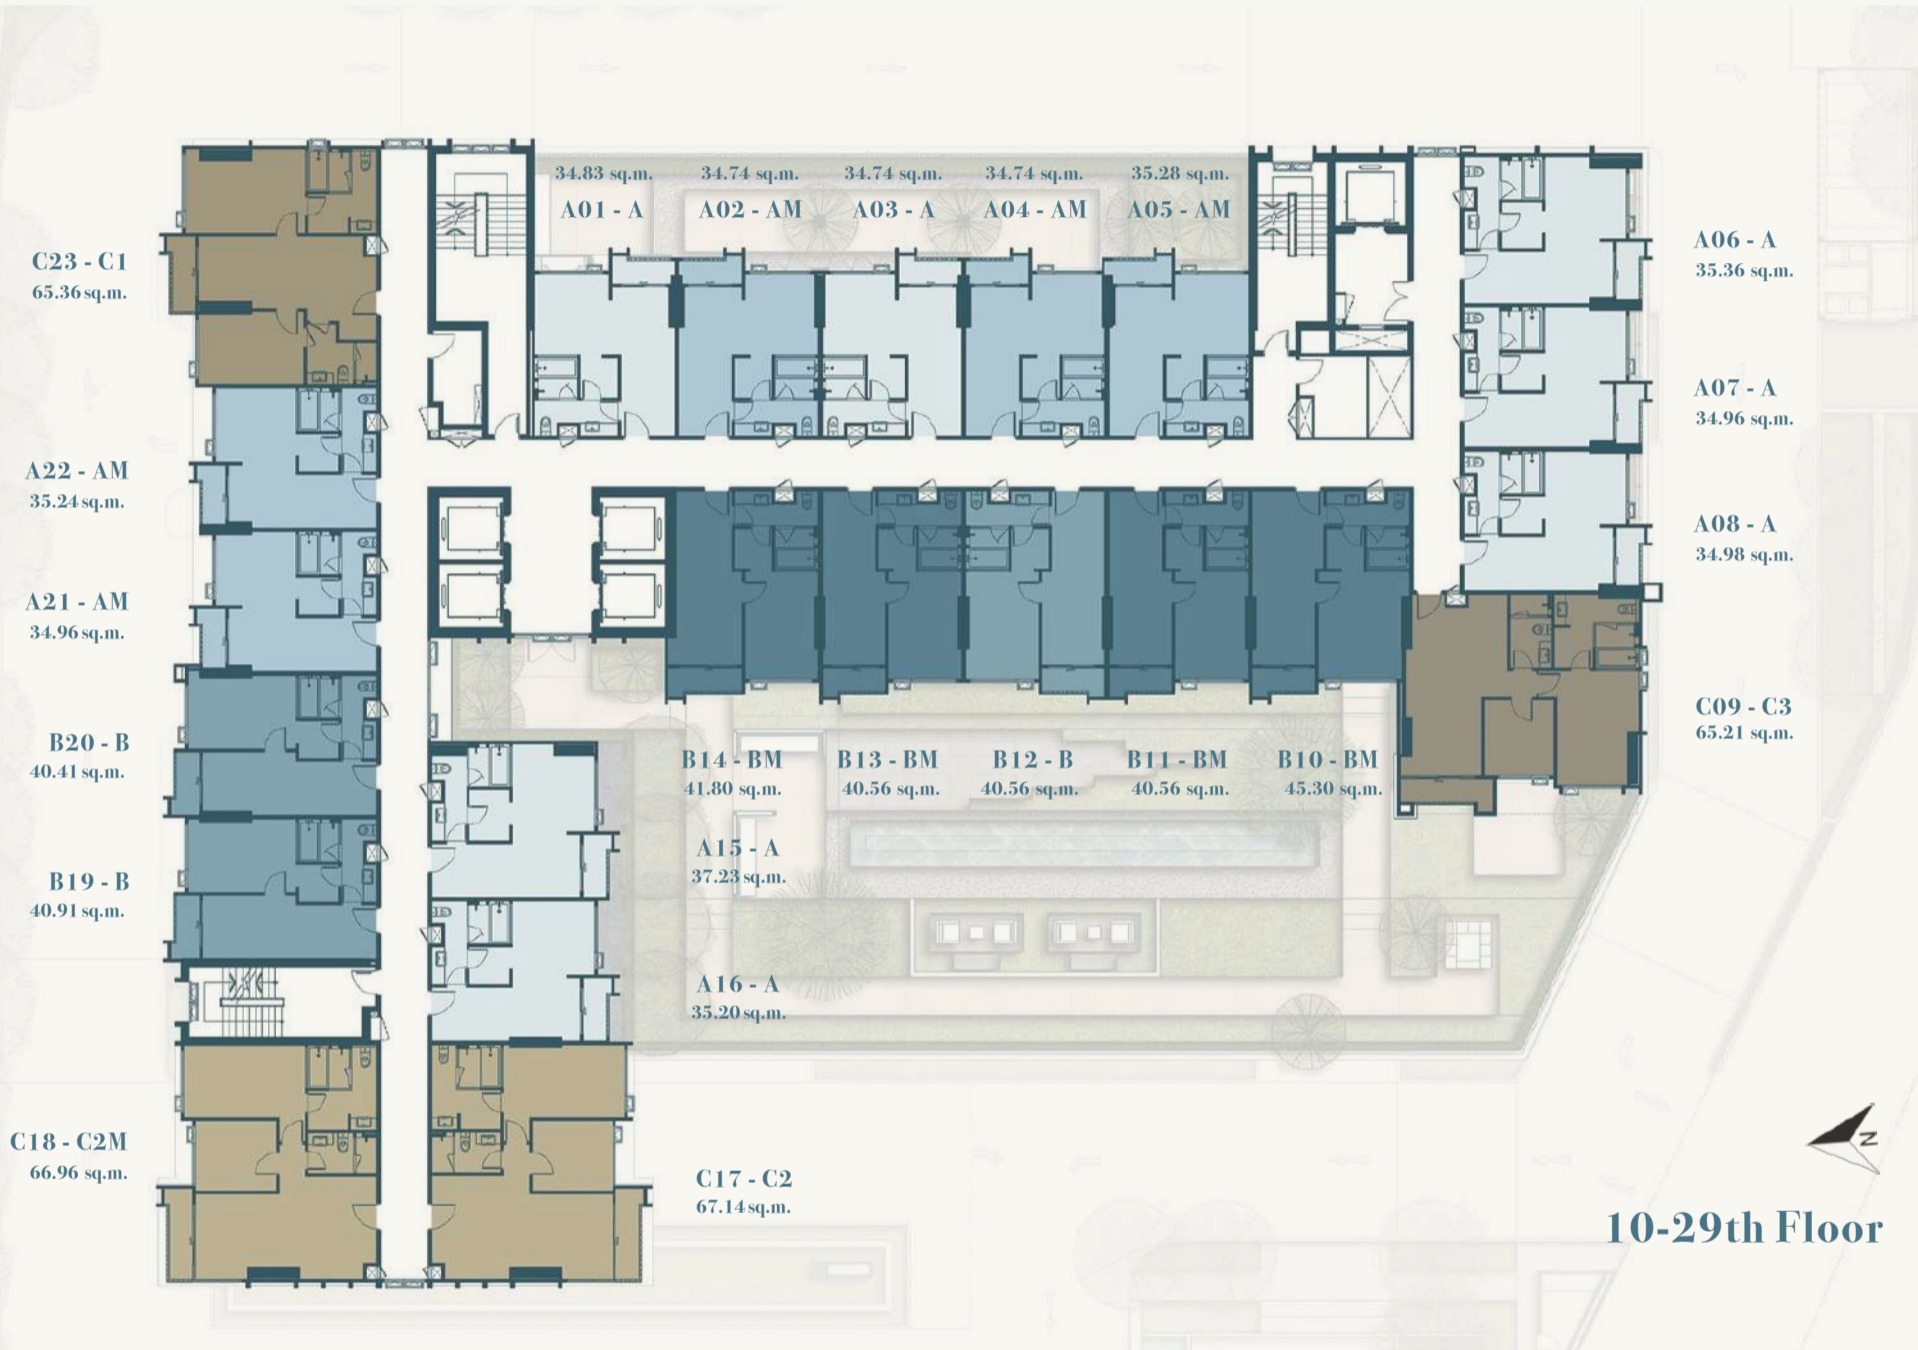 34.83 sq.m.
A01 - A
34.74 sq.m.
A02 - AM
34.74 sq.m.
A03 - A
34.74 sq.m.
A04 - AM
35.28 sq.m.
A05 - AM
A06 - A
35.36 sq.m.
A07 - A
34.96 sq.m.
A08 - A
34.98 sq.m.
C09 - C3
65.21 sq.m.
C23 - C1
65.36 sq.m.
A22 - AM
35.24 sq.m.
A21 - AM
34.96 sq.m.
B20 - B
40.41 sq.m.
B19 - B
40.91 sq.m.
C18 - C2M
66.96 sq.m.
B14 - BM
41.80 sq.m.
B13 - BM
40.56 sq.m.
B12 - B
40.56 sq.m.
B11 - BM
40.56 sq.m.
B10 - BM
45.30 sq.m.
A15 - A
37.23 sq.m.
A16 - A
35.20 sq.m.
C17 - C2
67.14 sq.m.
N
10-29th Floor